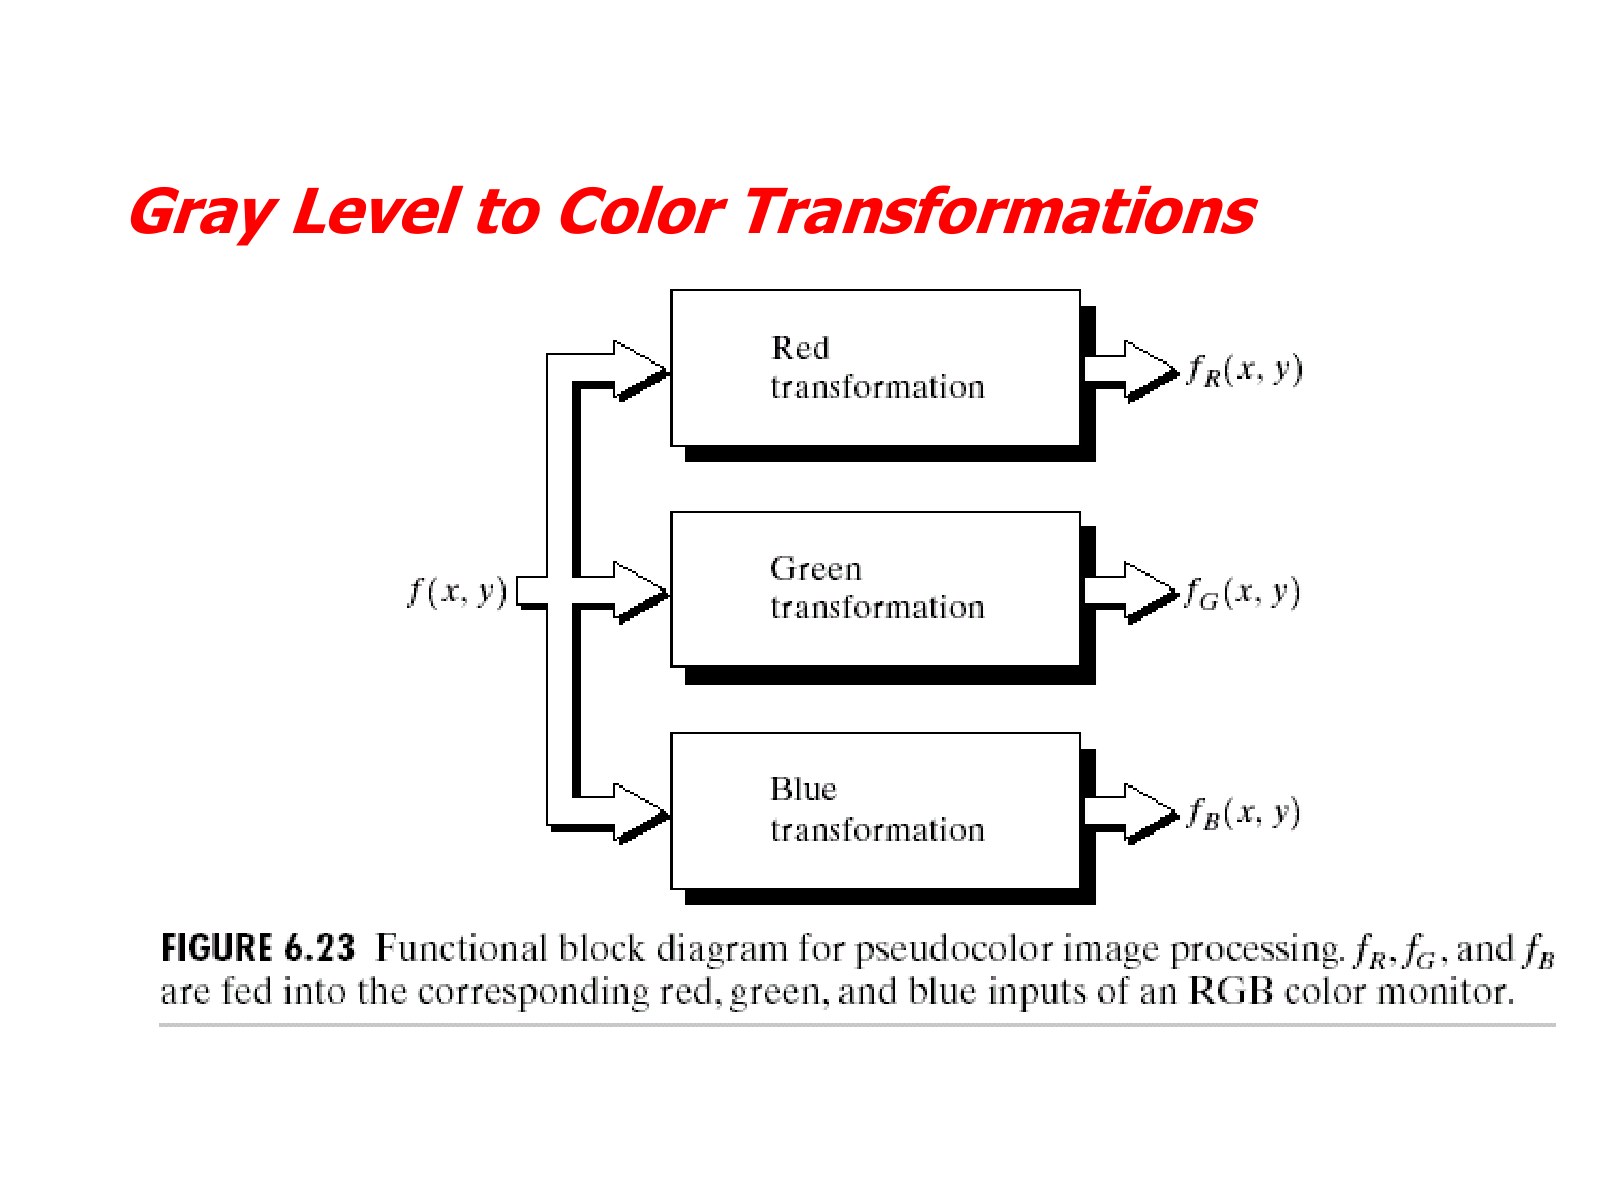 Gray Level to Color Transformations
Red
transformation
f_R(x, y)
Green
transformation
f(x, y)
f_G(x, y)
Blue
transformation
f_B(x, y)
FIGURE 6.23 Functional block diagram for pseudocolor image processing. f_R, f_G, and f_B
are fed into the corresponding red, green, and blue inputs of an RGB color monitor.